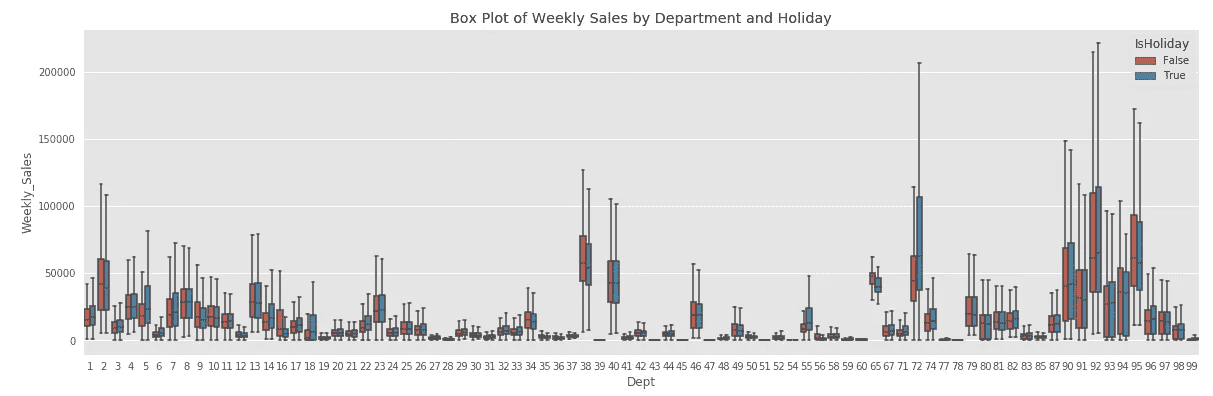 Box Plot of Weekly Sales by Department and Holiday
IsHoliday
False
True
200000
150000
100000
50000
0
Weekly_Sales
1 2 3 4 5 6 7 8 9 10 11 12 13 14 16 17 18 19 20 21 22 23 24 25 26 27 28 29 30 31 32 33 34 35 36 37 38 39 40 41 42 43 44 45 46 47 48 49 50 51 52 54 55 56 58 59 60 65 67 71 72 74 77 78 79 80 81 82 83 85 87 90 91 92 93 94 95 96 97 98 99
Dept